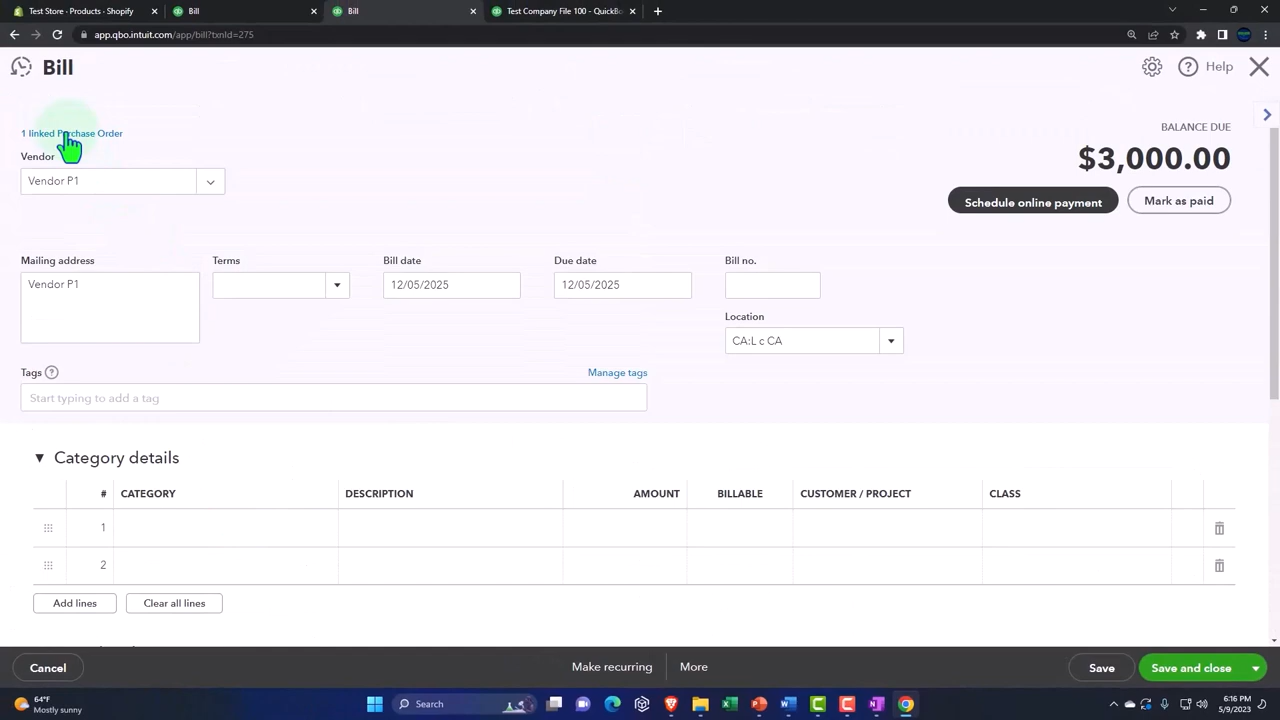 Test Store - Products - Shopify
Bill
Bill
Test Company File 100 - QuickBo
app.qbo.intuit.com/app/bill?txnId=275
Bill
Help
1 linked Purchase Order
BALANCE DUE
Vendor
$3,000.00
Vendor P1
Schedule online payment
Mark as paid
Mailing address
Terms
Bill date
Due date
Bill no.
Vendor P1
12/05/2025
12/05/2025
Location
CA:L c CA
Tags
Manage tags
Start typing to add a tag
Category details
# CATEGORY DESCRIPTION AMOUNT BILLABLE CUSTOMER / PROJECT CLASS
1
2
Add lines
Clear all lines
Cancel
Make recurring
More
Save
Save and close
64°F
Mostly sunny
Search
6:16 PM
5/9/2023